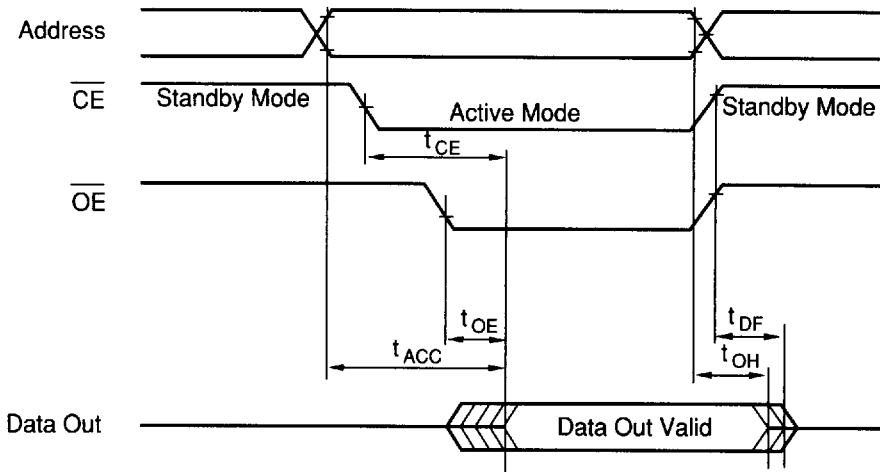 Address
CE
Standby Mode
Active Mode
Standby Mode
tCE
OE
tOE
tACC
tDF
tOH
Data Out
Data Out Valid